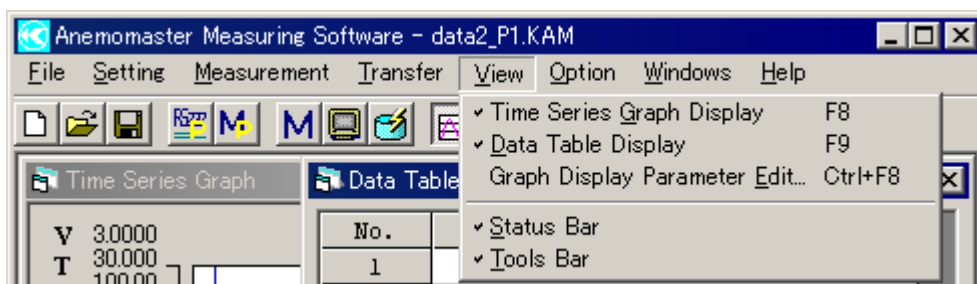 Anemomaster Measuring Software - data2_P1.KAM
File Setting Measurement Transfer View Option Windows Help
Time Series Graph Display F8
Data Table Display F9
Graph Display Parameter Edit... Ctrl+F8
Status Bar
Tools Bar
Time Series Graph
Data Table
V 3.0000
T 30.000
100.00
No.
1